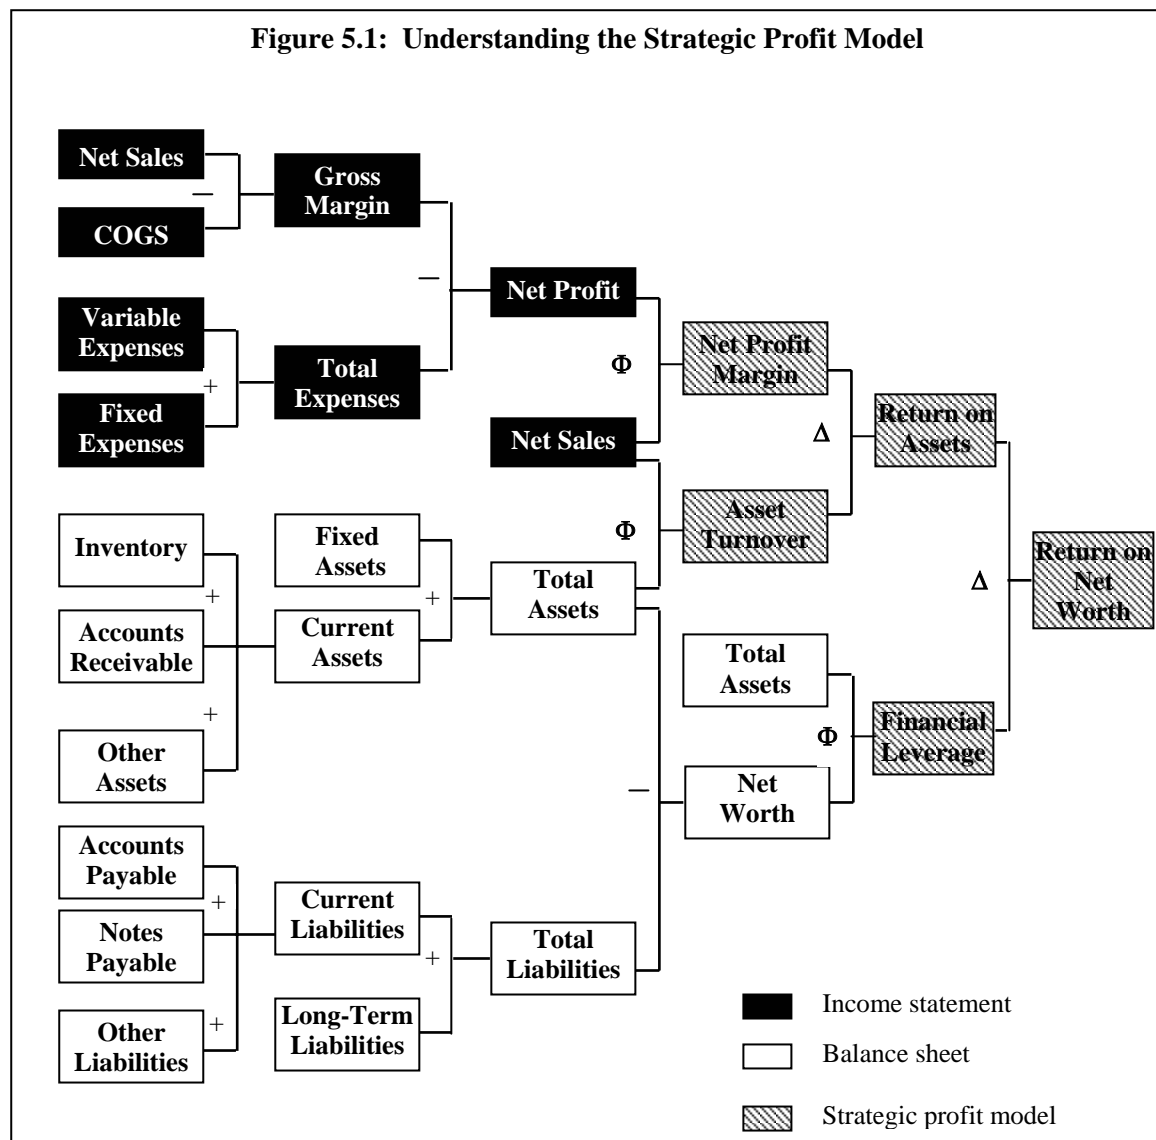 Figure 5.1:  Understanding the Strategic Profit Model
Net Sales
—
COGS
Gross
Margin
—
Variable
Expenses
+
Fixed
Expenses
Total
Expenses
Net Profit
Φ
Net Sales
Net Profit
Margin
Δ
Return on
Assets
Φ
Asset
Turnover
Inventory
+
Accounts
Receivable
+
Other
Assets
Fixed
Assets
+
Current
Assets
Total
Assets
Δ
Return on
Net
Worth
Total
Assets
Φ
Financial
Leverage
—
Net
Worth
Accounts
Payable
+
Notes
Payable
+
Other
Liabilities
Current
Liabilities
+
Long-Term
Liabilities
Total
Liabilities
Income statement
Balance sheet
Strategic profit model